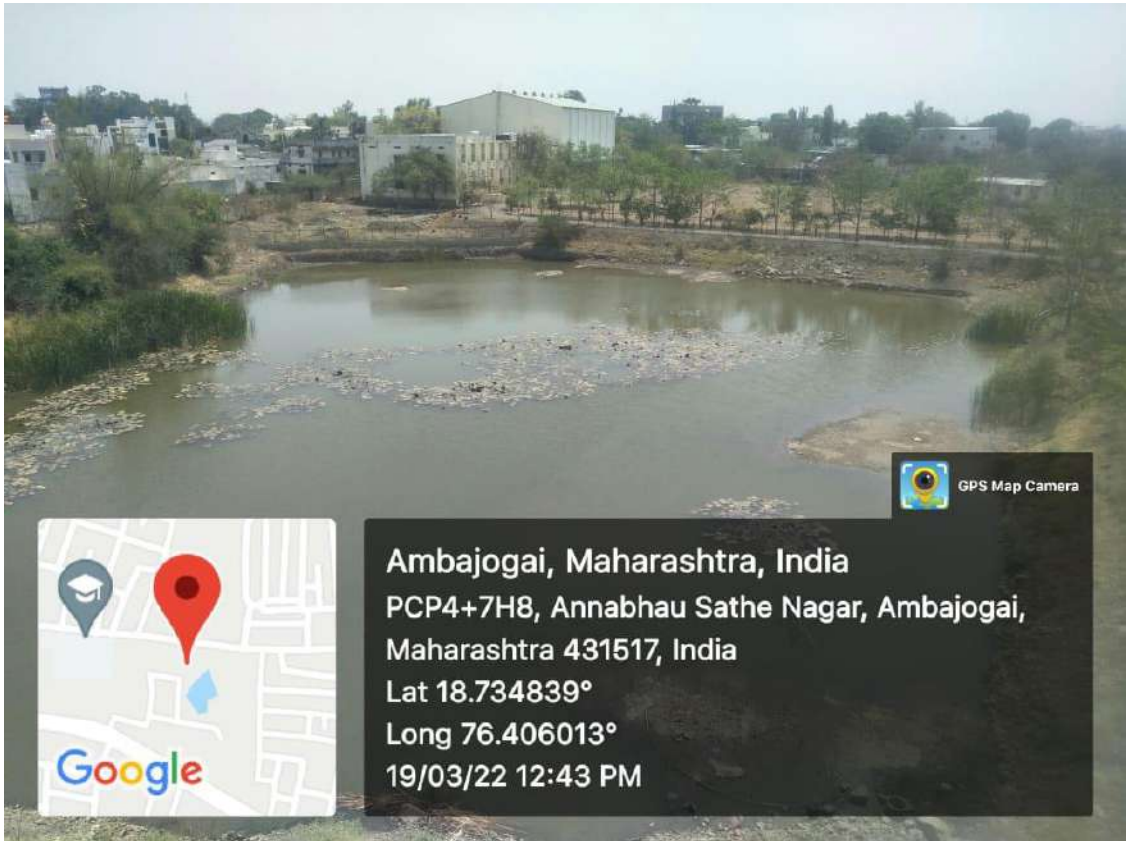 GPS Map Camera
Ambajogai, Maharashtra, India
PCP4+7H8, Annabhau Sathe Nagar, Ambajogai,
Maharashtra 431517, India
Lat 18.734839°
Long 76.406013°
19/03/22 12:43 PM
Google